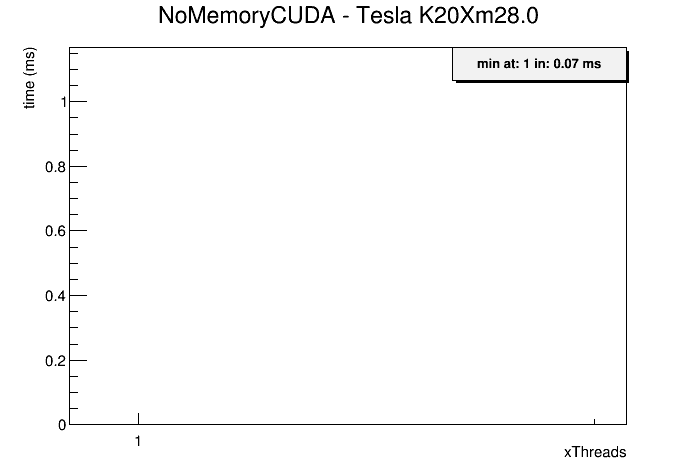 NoMemoryCUDA - Tesla K20Xm28.0
time (ms)
min at: 1 in: 0.07 ms
1
0.8
0.6
0.4
0.2
0
1
xThreads